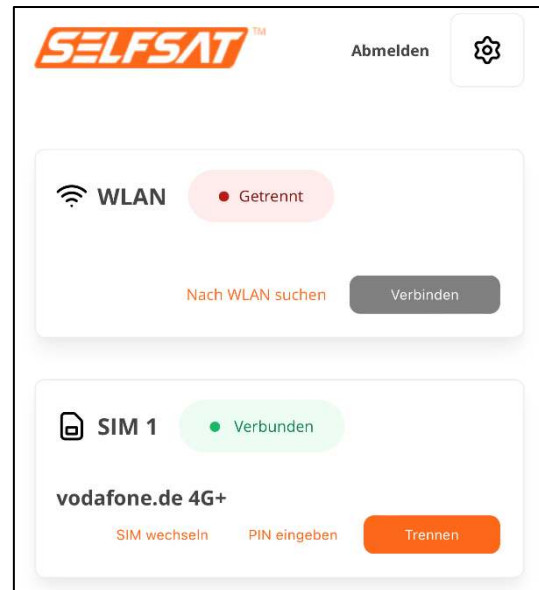 SELFSAT™
Abmelden
WLAN
Getrennt
Nach WLAN suchen
Verbinden
SIM 1
Verbunden
vodafone.de 4G+
SIM wechseln
PIN eingeben
Trennen